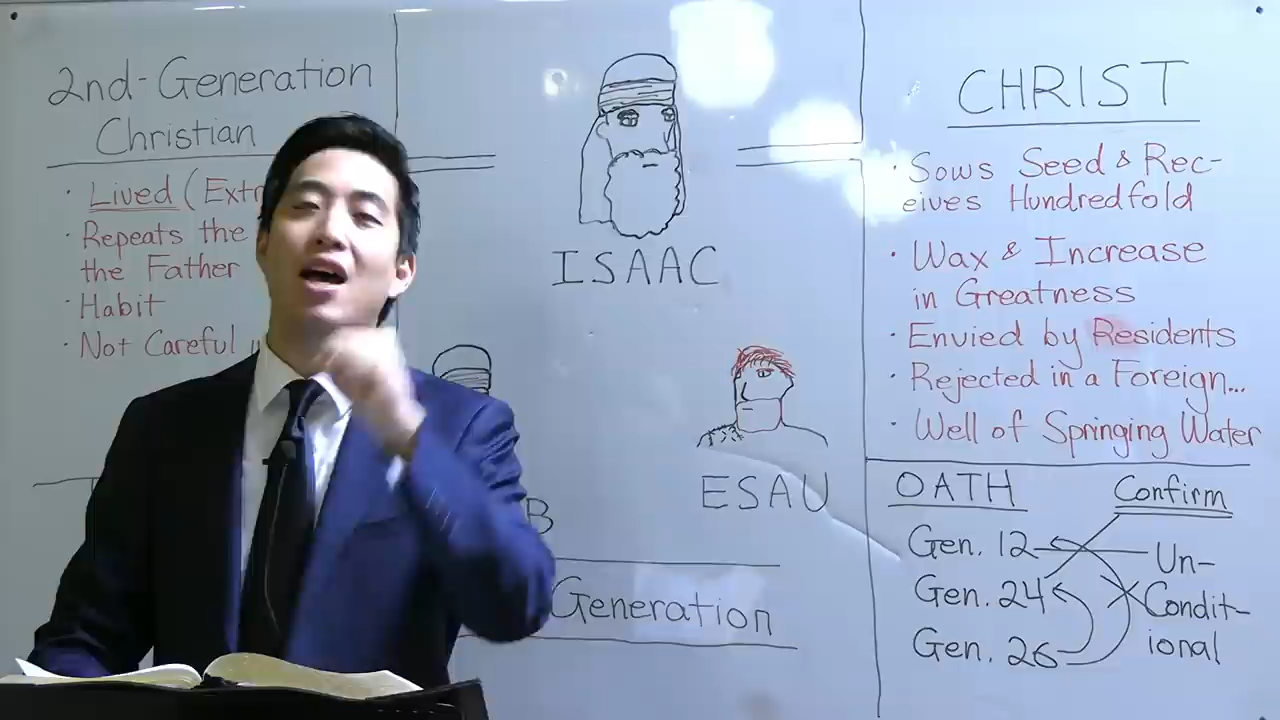 2nd-Generation
Christian
· Lived (Extr
· Repeats the
the Father
· Habit
· Not Careful
ISAAC
ESAU
B
Generation
CHRIST
· Sows Seed & Rec-
eives Hundredfold
· Wax & Increase
in Greatness
· Envied by Residents
· Rejected in a Foreign...
· Well of Springing Water
OATH
Confirm
Gen. 12
Gen. 24
Gen. 26
Un-
Condit-
ional